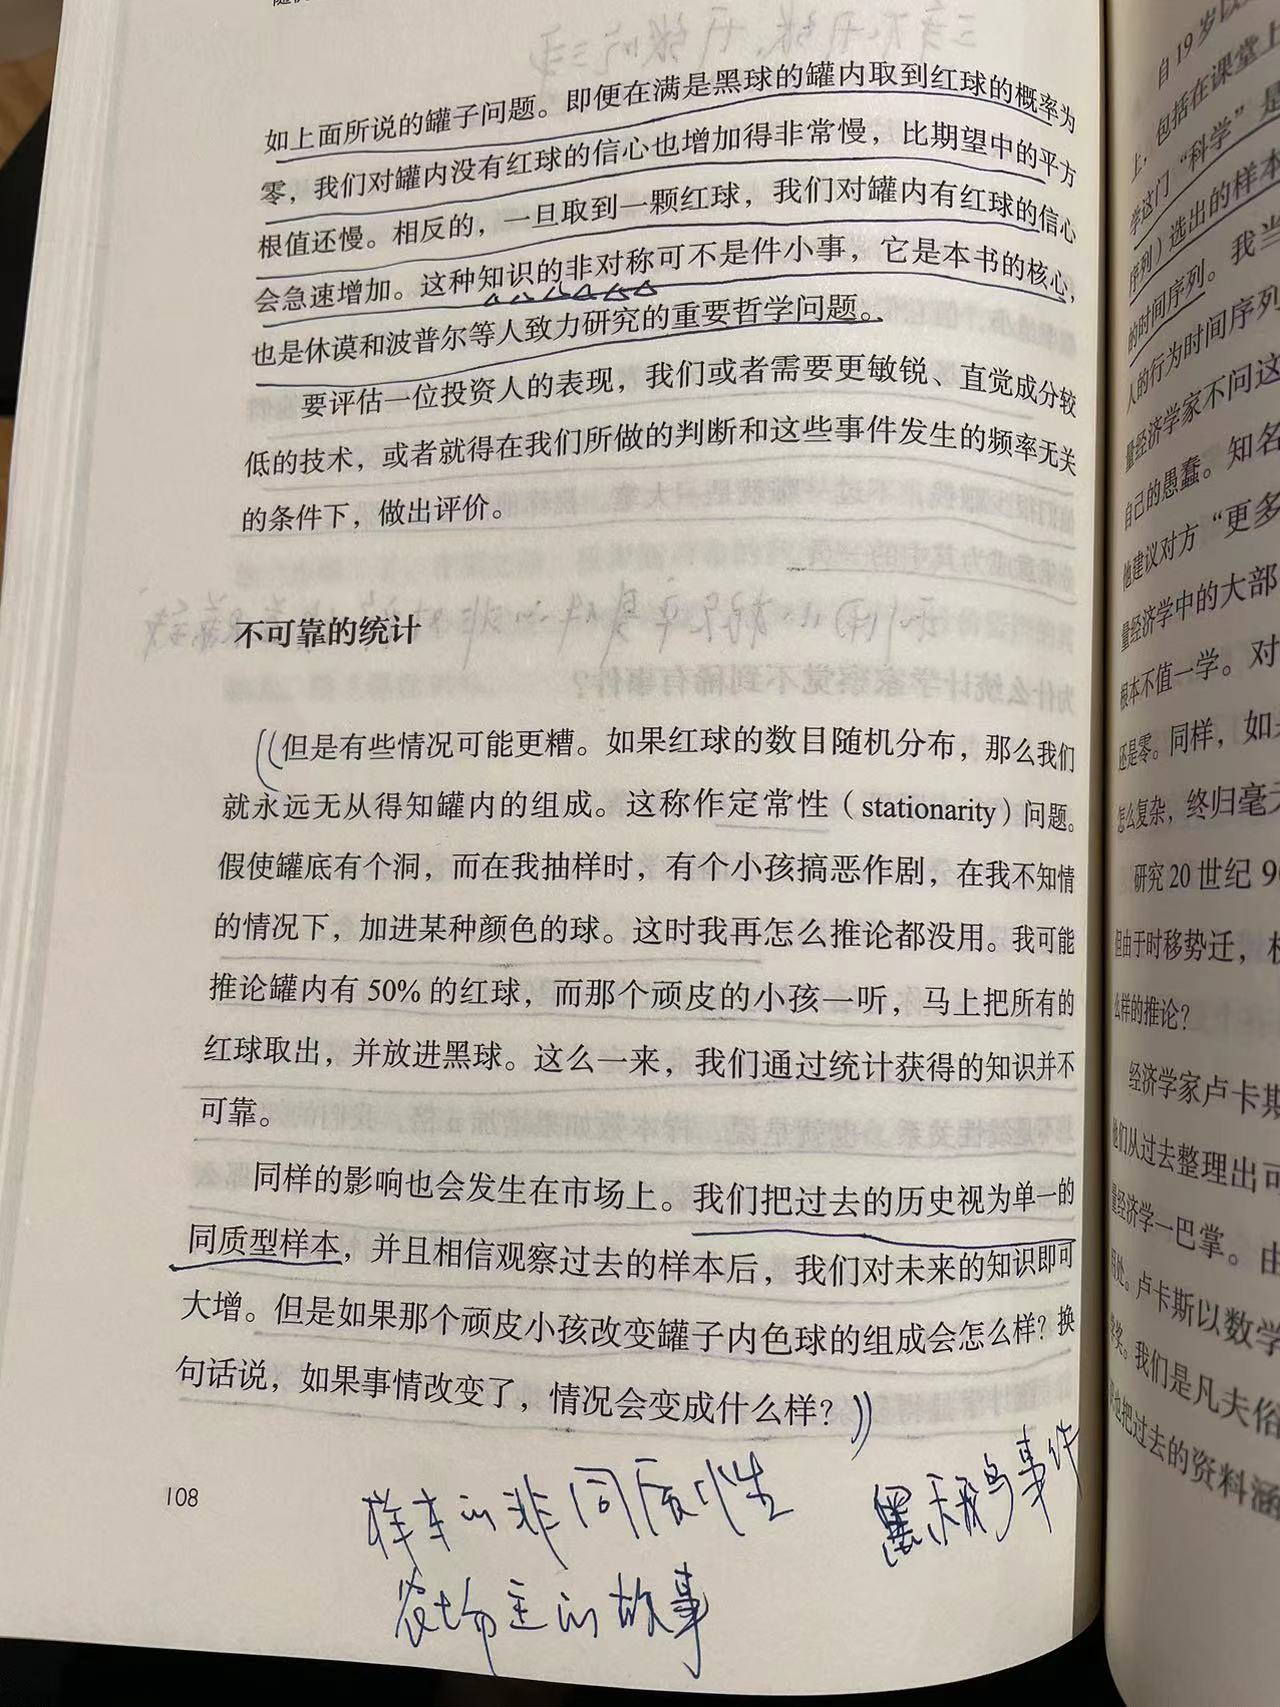 如上面所说的罐子问题。即便在满是黑球的罐内取到红球的概率为
零，我们对罐内没有红球的信心也增加得非常慢，比期望中的平方
根值还慢。相反的，一旦取到一颗红球，我们对罐内有红球的信心
会急速增加。这种知识的非对称可不是件小事，它是本书的核心，
也是休谟和波普尔等人致力研究的重要哲学问题。
要评估一位投资人的表现，我们或者需要更敏锐、直觉成分较
低的技术，或者就得在我们所做的判断和这些事件发生的频率无关
的条件下，做出评价。
不可靠的统计
但是有些情况可能更糟。如果红球的数目随机分布，那么我们
就永远无从得知罐内的组成。这称作定常性（stationarity）问题。
假使罐底有个洞，而在我抽样时，有个小孩搞恶作剧，在我不知情
的情况下，加进某种颜色的球。这时我再怎么推论都没用。我可能
推论罐内有 50% 的红球，而那个顽皮的小孩一听，马上把所有的
红球取出，并放进黑球。这么一来，我们通过统计获得的知识并不
可靠。
同样的影响也会发生在市场上。我们把过去的历史视为单一的
同质型样本，并且相信观察过去的样本后，我们对未来的知识即可
大增。但是如果那个顽皮小孩改变罐子内色球的组成会怎么样？换
句话说，如果事情改变了，情况会变成什么样？
108
样本的非同质性
黑天鹅鸟事件
农场主的故事
自 19 岁以
上，包括在课堂上
学这门“科学”是
序列）选出的样本
的时间序列。我当
人的行为时间序列
量经济学家不问这
自己的愚蠢。知名
他建议对方“更多
量经济学中的大部
根本不值一学。对
还是零。同样，如
怎么复杂，终归毫无
研究 20 世纪 9
但由于时移势迁，
么样的推论？
经济学家卢卡斯
他们从过去整理出可
量经济学一巴掌。由
用处。卢卡斯以数学
学奖。我们是凡夫俗
也把过去的资料涵